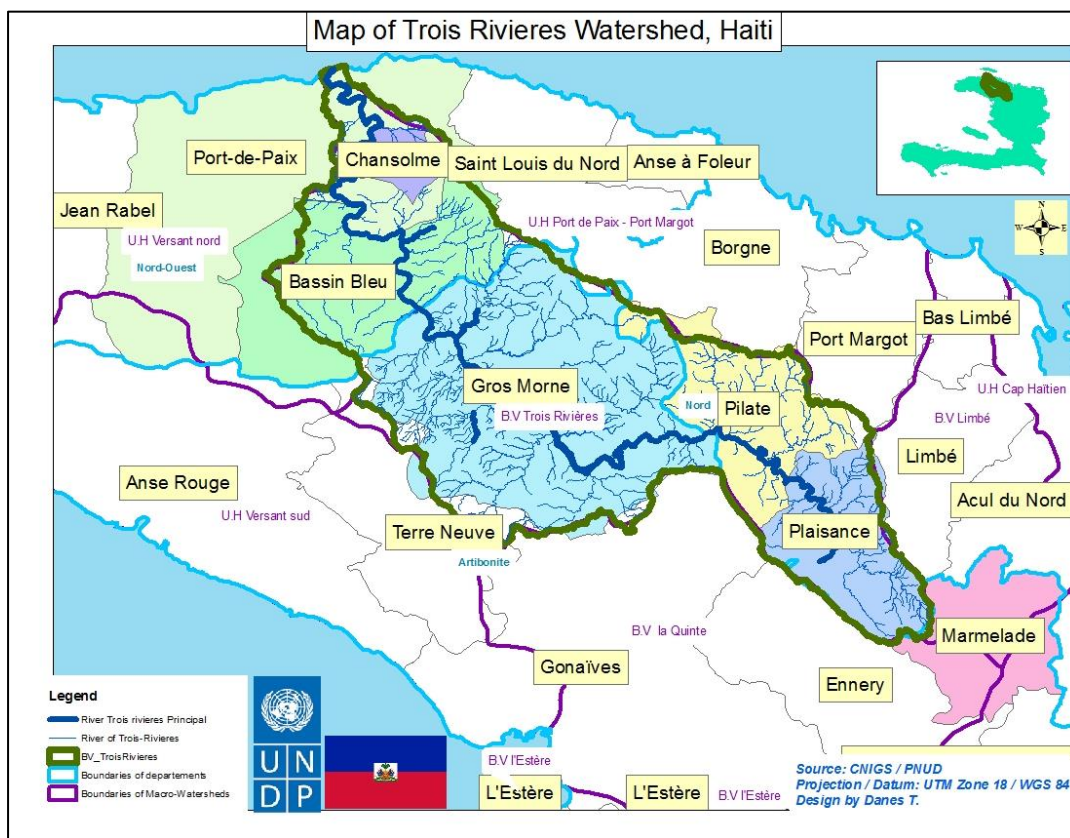 Map of Trois Rivieres Watershed, Haiti
Port-de-Paix
Chansolme
Saint Louis du Nord
Anse à Foleur
Jean Rabel
U.H Versant nord
Nord-Ouest
U.H Port de Paix - Port Margot
Borgne
N
W
E
S
Bassin Bleu
Port Margot
Bas Limbé
Gros Morne
B.V Trois Rivières
Nord
Pilate
U.H Cap Haïtien
B.V Limbé
Limbé
Anse Rouge
U.H Versant sud
Acul du Nord
Terre Neuve
Plaisance
Artibonite
B.V la Quinte
Marmelade
Gonaïves
Ennery
Legend
River Trois rivieres Principal
River of Trois-Rivieres
BV_TroisRivieres
Boundaries of departements
Boundaries of Macro-Watersheds
U N
D P
B.V l'Estère
L'Estère
L'Estère
B.V l'Estère
Source: CNIGS / PNUD
Projection / Datum: UTM Zone 18 / WGS 84
Design by Danes T.